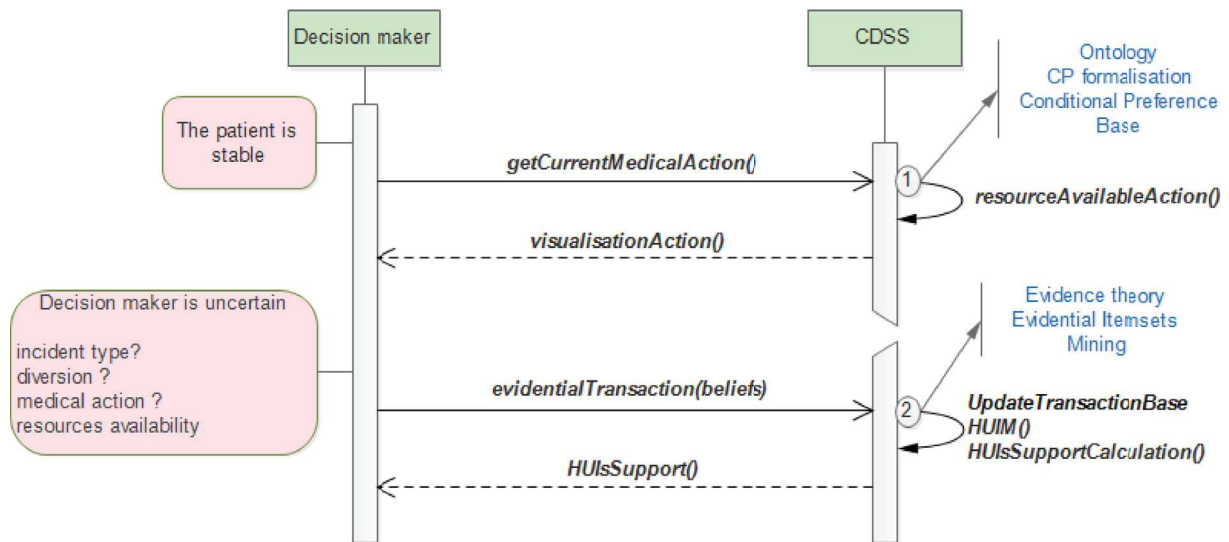 Decision maker
CDSS
Ontology
CP formalisation
Conditional Preference
Base
The patient is
stable
getCurrentMedicalAction()
1
resourceAvailableAction()
visualisationAction()
Decision maker is uncertain
incident type?
diversion ?
medical action ?
resources availability
Evidence theory
Evidential Itemsets
Mining
evidentialTransaction(beliefs)
2
UpdateTransactionBase
HUIM()
HUIsSupportCalculation()
HUIsSupport()